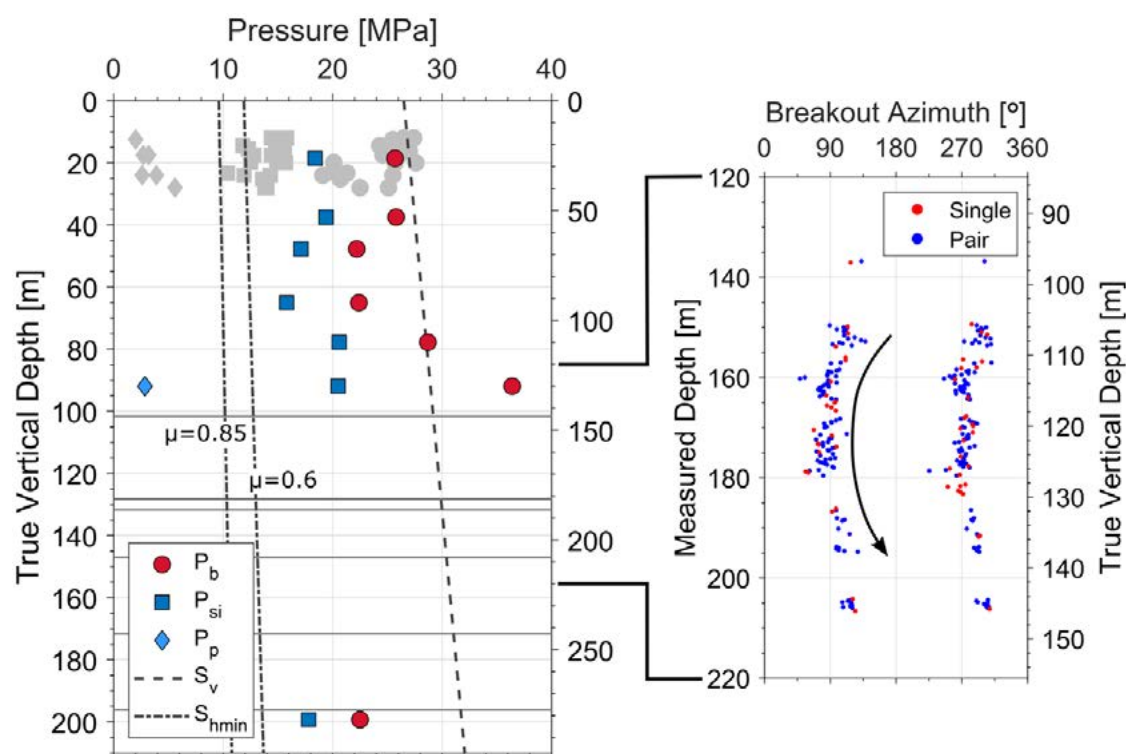 Pressure [MPa]
0 10 20 30 40
0 20 40 60 80 100 120 140 160 180 200
True Vertical Depth [m]
0 50 100 150 200 250
μ=0.85
μ=0.6
P_b
P_si
P_p
S_v
S_hmin
Breakout Azimuth [°]
0 90 180 270 360
120 140 160 180 200 220
Measured Depth [m]
Single
Pair
90 100 110 120 130 140 150
True Vertical Depth [m]